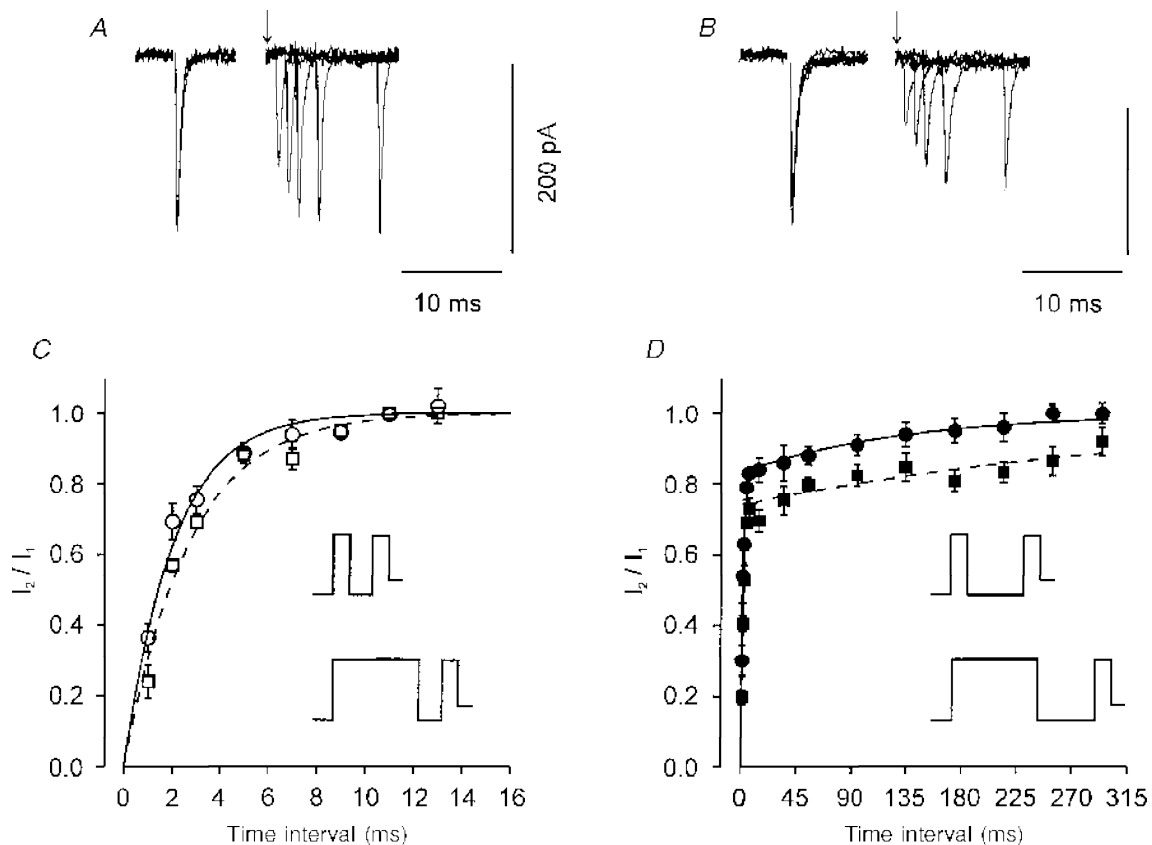 A
B
200 pA
10 ms
10 ms
C
D
I₂ / I₁
1.0
0.8
0.6
0.4
0.2
0.0
0 2 4 6 8 10 12 14 16
Time interval (ms)
I₂ / I₁
1.0
0.8
0.6
0.4
0.2
0.0
0 45 90 135 180 225 270 315
Time interval (ms)